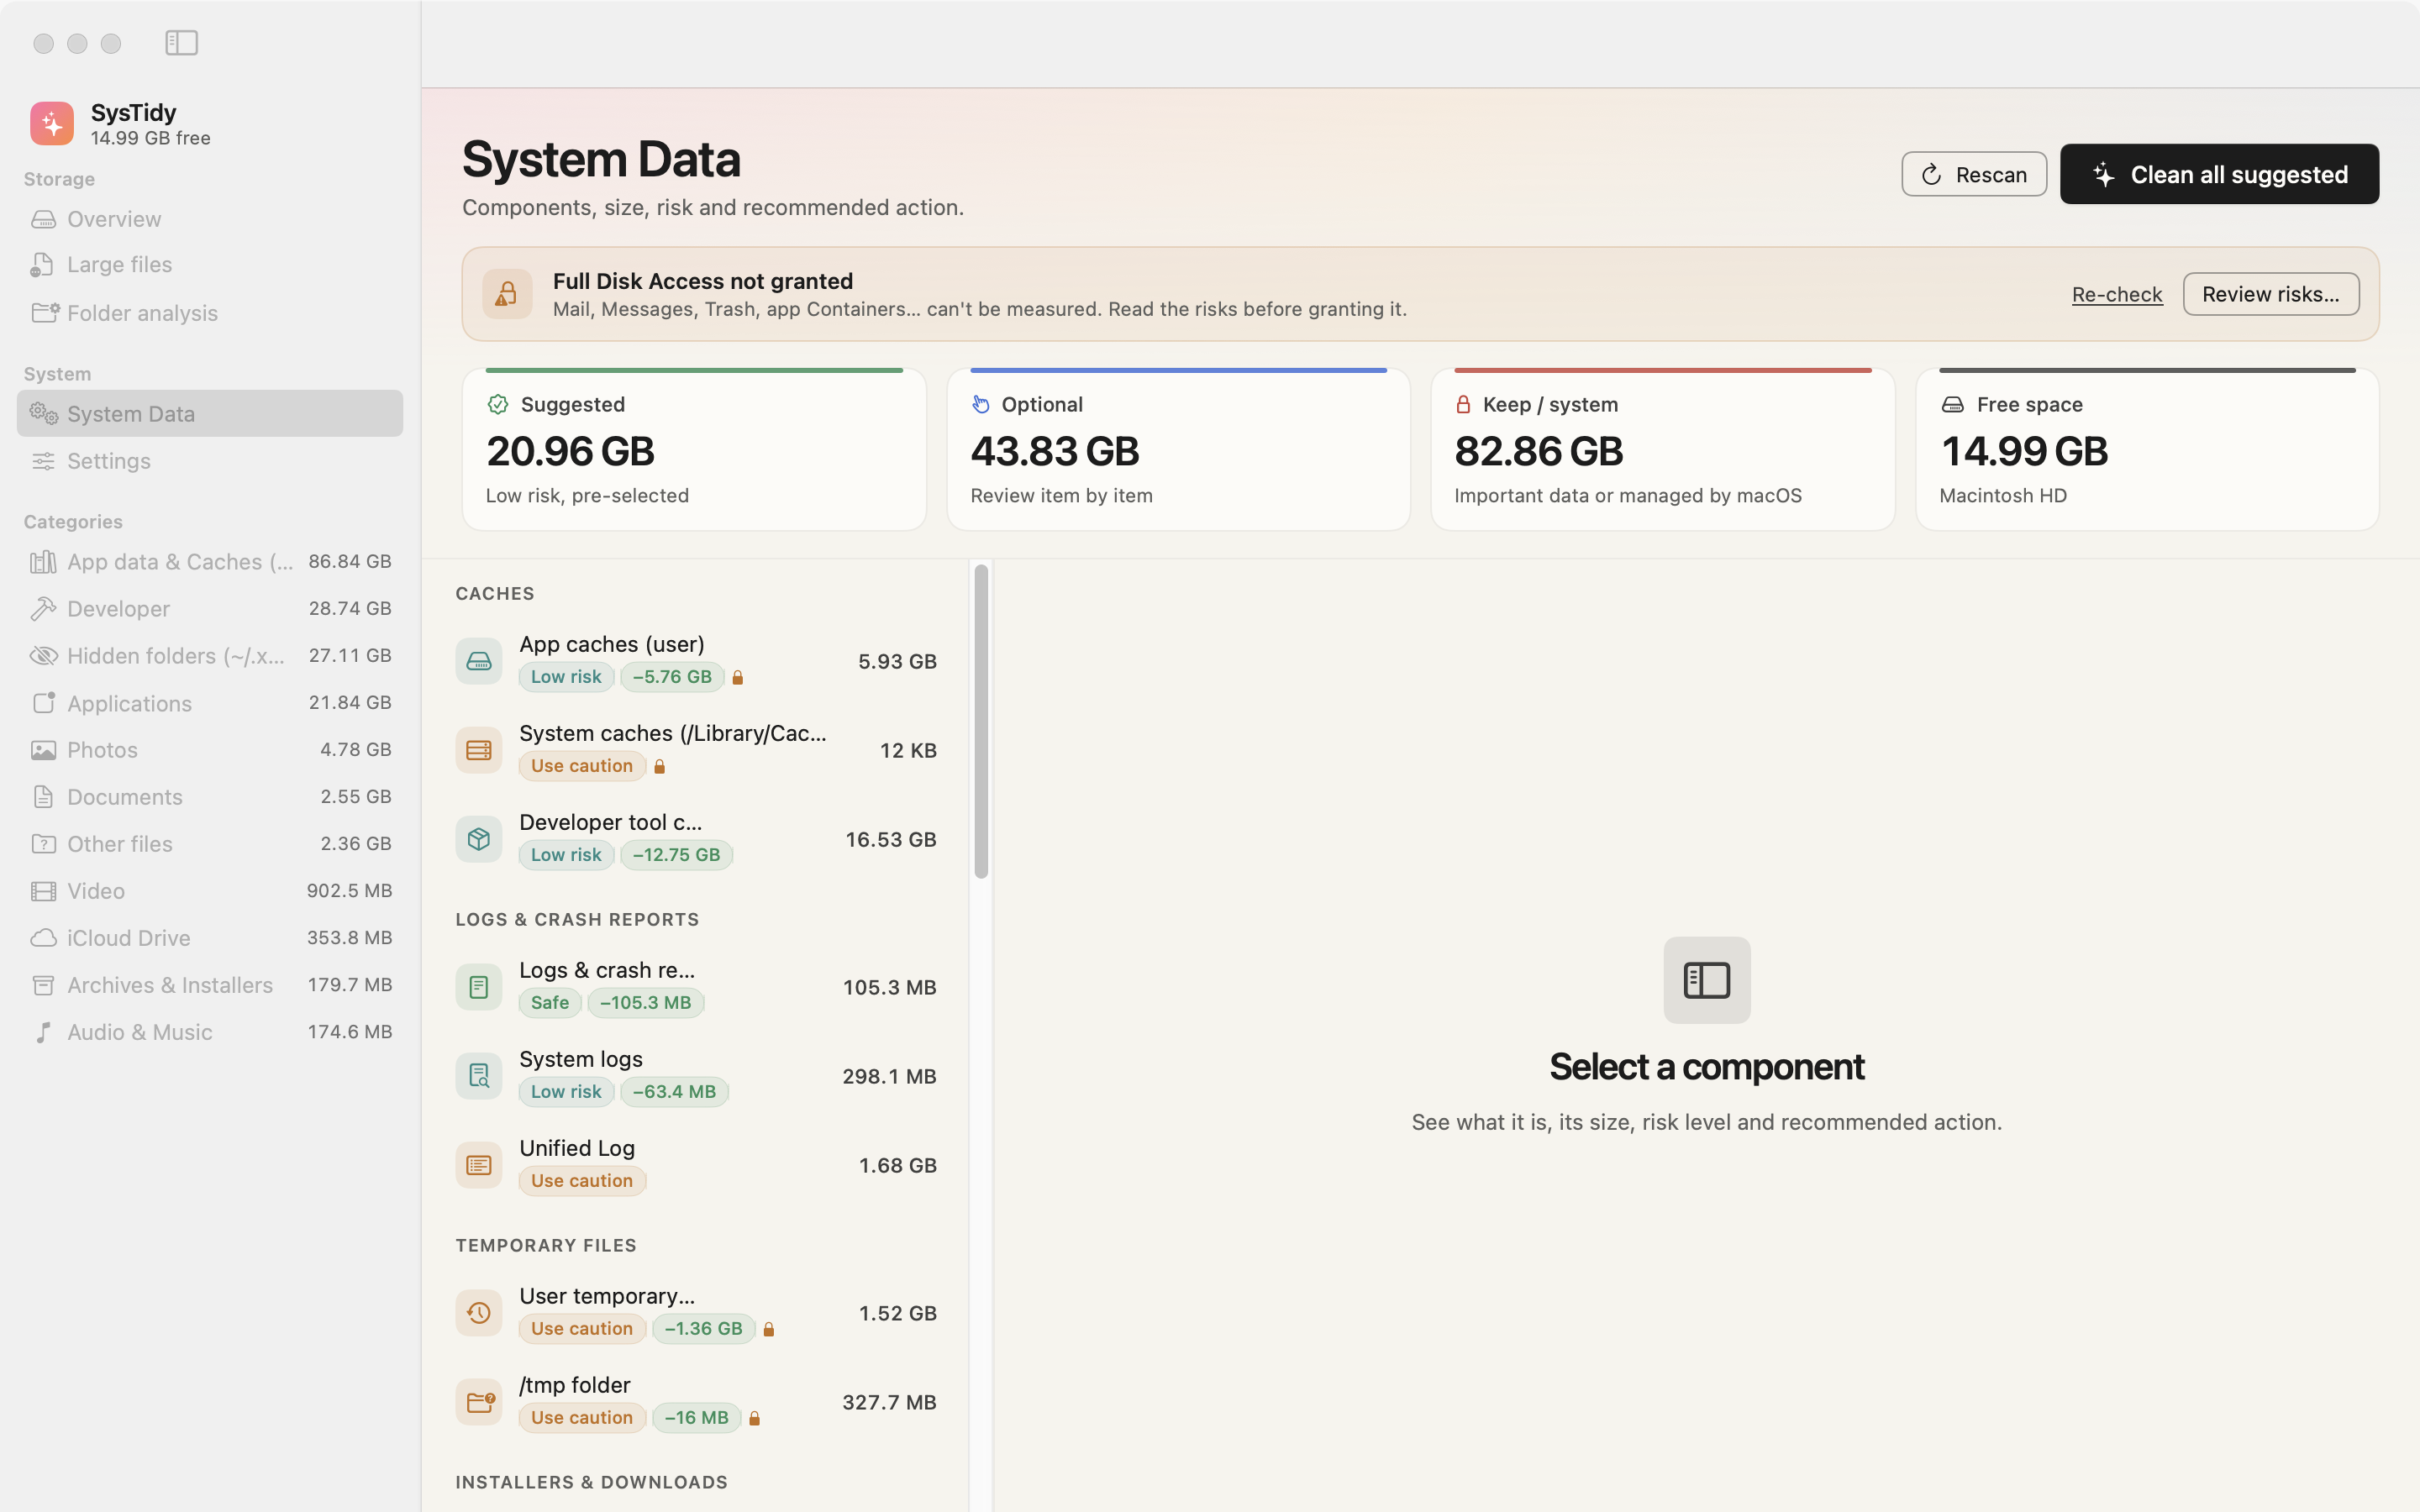 SysTidy
14.99 GB free
Storage
Overview
Large files
Folder analysis
System
System Data
Settings
Categories
App data & Caches (... 86.84 GB
Developer 28.74 GB
Hidden folders (~/.x... 27.11 GB
Applications 21.84 GB
Photos 4.78 GB
Documents 2.55 GB
Other files 2.36 GB
Video 902.5 MB
iCloud Drive 353.8 MB
Archives & Installers 179.7 MB
Audio & Music 174.6 MB
System Data
Components, size, risk and recommended action.
Rescan
Clean all suggested
Full Disk Access not granted
Mail, Messages, Trash, app Containers... can't be measured. Read the risks before granting it.
Re-check
Review risks...
Suggested
20.96 GB
Low risk, pre-selected
Optional
43.83 GB
Review item by item
Keep / system
82.86 GB
Important data or managed by macOS
Free space
14.99 GB
Macintosh HD
CACHES
App caches (user)
Low risk −5.76 GB
5.93 GB
System caches (/Library/Cac...
Use caution
12 KB
Developer tool c...
Low risk −12.75 GB
16.53 GB
LOGS & CRASH REPORTS
Logs & crash re...
Safe −105.3 MB
105.3 MB
System logs
Low risk −63.4 MB
298.1 MB
Unified Log
Use caution
1.68 GB
TEMPORARY FILES
User temporary...
Use caution −1.36 GB
1.52 GB
/tmp folder
Use caution −16 MB
327.7 MB
INSTALLERS & DOWNLOADS
Select a component
See what it is, its size, risk level and recommended action.